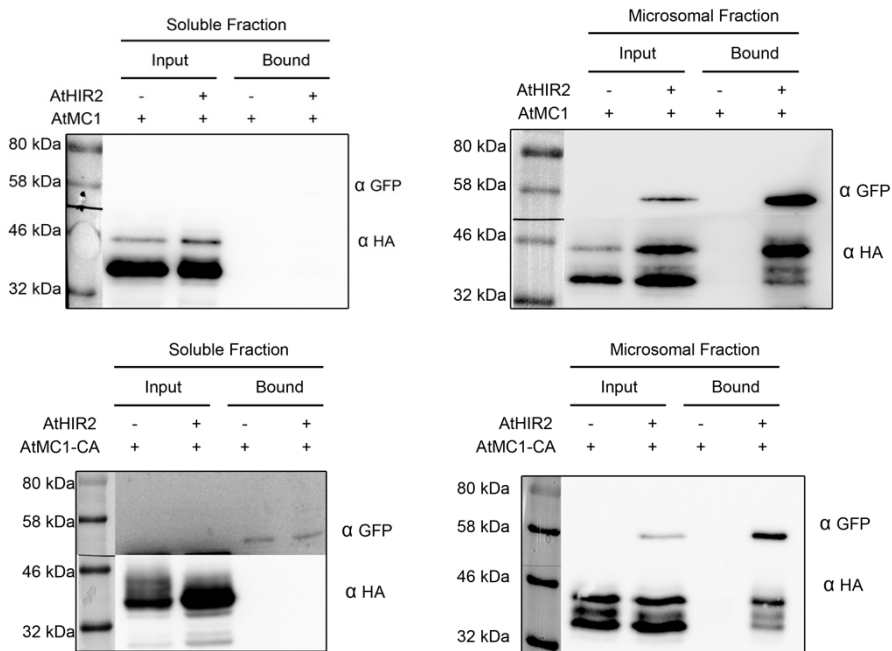 Soluble Fraction
Input Bound
AtHIR2 - + - +
AtMC1 + + + +
80 kDa
58 kDa
α GFP
46 kDa
α HA
32 kDa
Microsomal Fraction
Input Bound
AtHIR2 - + - +
AtMC1 + + + +
80 kDa
58 kDa
α GFP
46 kDa
α HA
32 kDa
Soluble Fraction
Input Bound
AtHIR2 - + - +
AtMC1-CA + + + +
80 kDa
58 kDa
α GFP
46 kDa
α HA
32 kDa
Microsomal Fraction
Input Bound
AtHIR2 - + - +
AtMC1-CA + + + +
80 kDa
58 kDa
α GFP
46 kDa
α HA
32 kDa